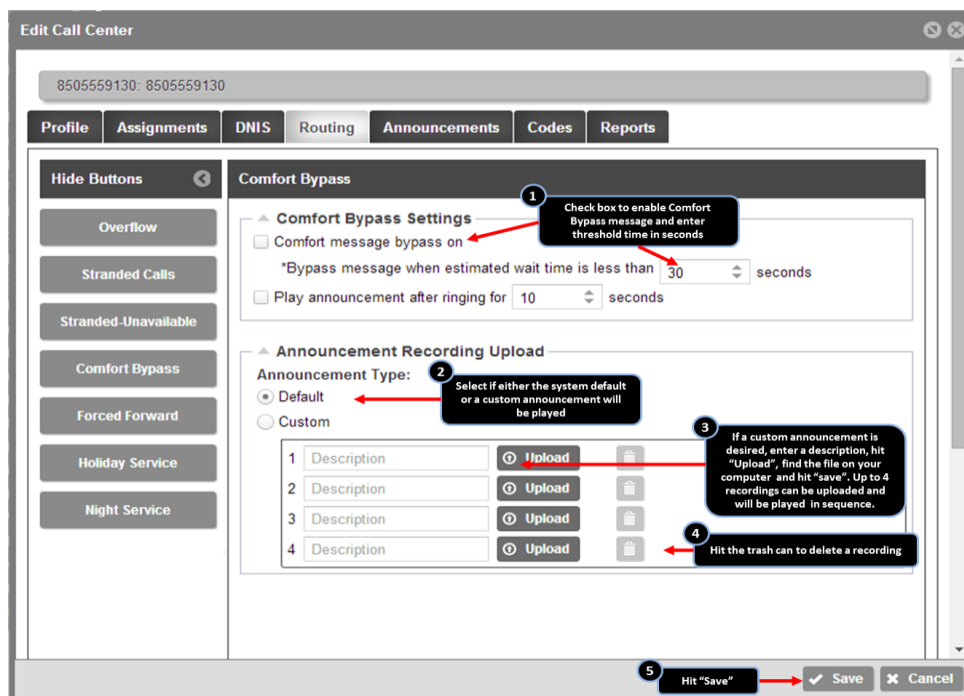 Edit Call Center
8505559130: 8505559130
Profile Assignments DNIS Routing Announcements Codes Reports
Hide Buttons
Overflow
Stranded Calls
Stranded-Unavailable
Comfort Bypass
Forced Forward
Holiday Service
Night Service
Comfort Bypass
Comfort Bypass Settings
1
Check box to enable Comfort
Bypass message and enter
threshold time in seconds
Comfort message bypass on
*Bypass message when estimated wait time is less than 30 seconds
Play announcement after ringing for 10 seconds
Announcement Recording Upload
Announcement Type:
2
Select if either the system default
or a custom announcement will
be played
Default
Custom
1 Description Upload
2 Description Upload
3 Description Upload
4 Description Upload
3
If a custom announcement is
desired, enter a description, hit
“Upload”, find the file on your
computer and hit “save”. Up to 4
recordings can be uploaded and
will be played in sequence.
4
Hit the trash can to delete a recording
5
Hit “Save”
Save Cancel